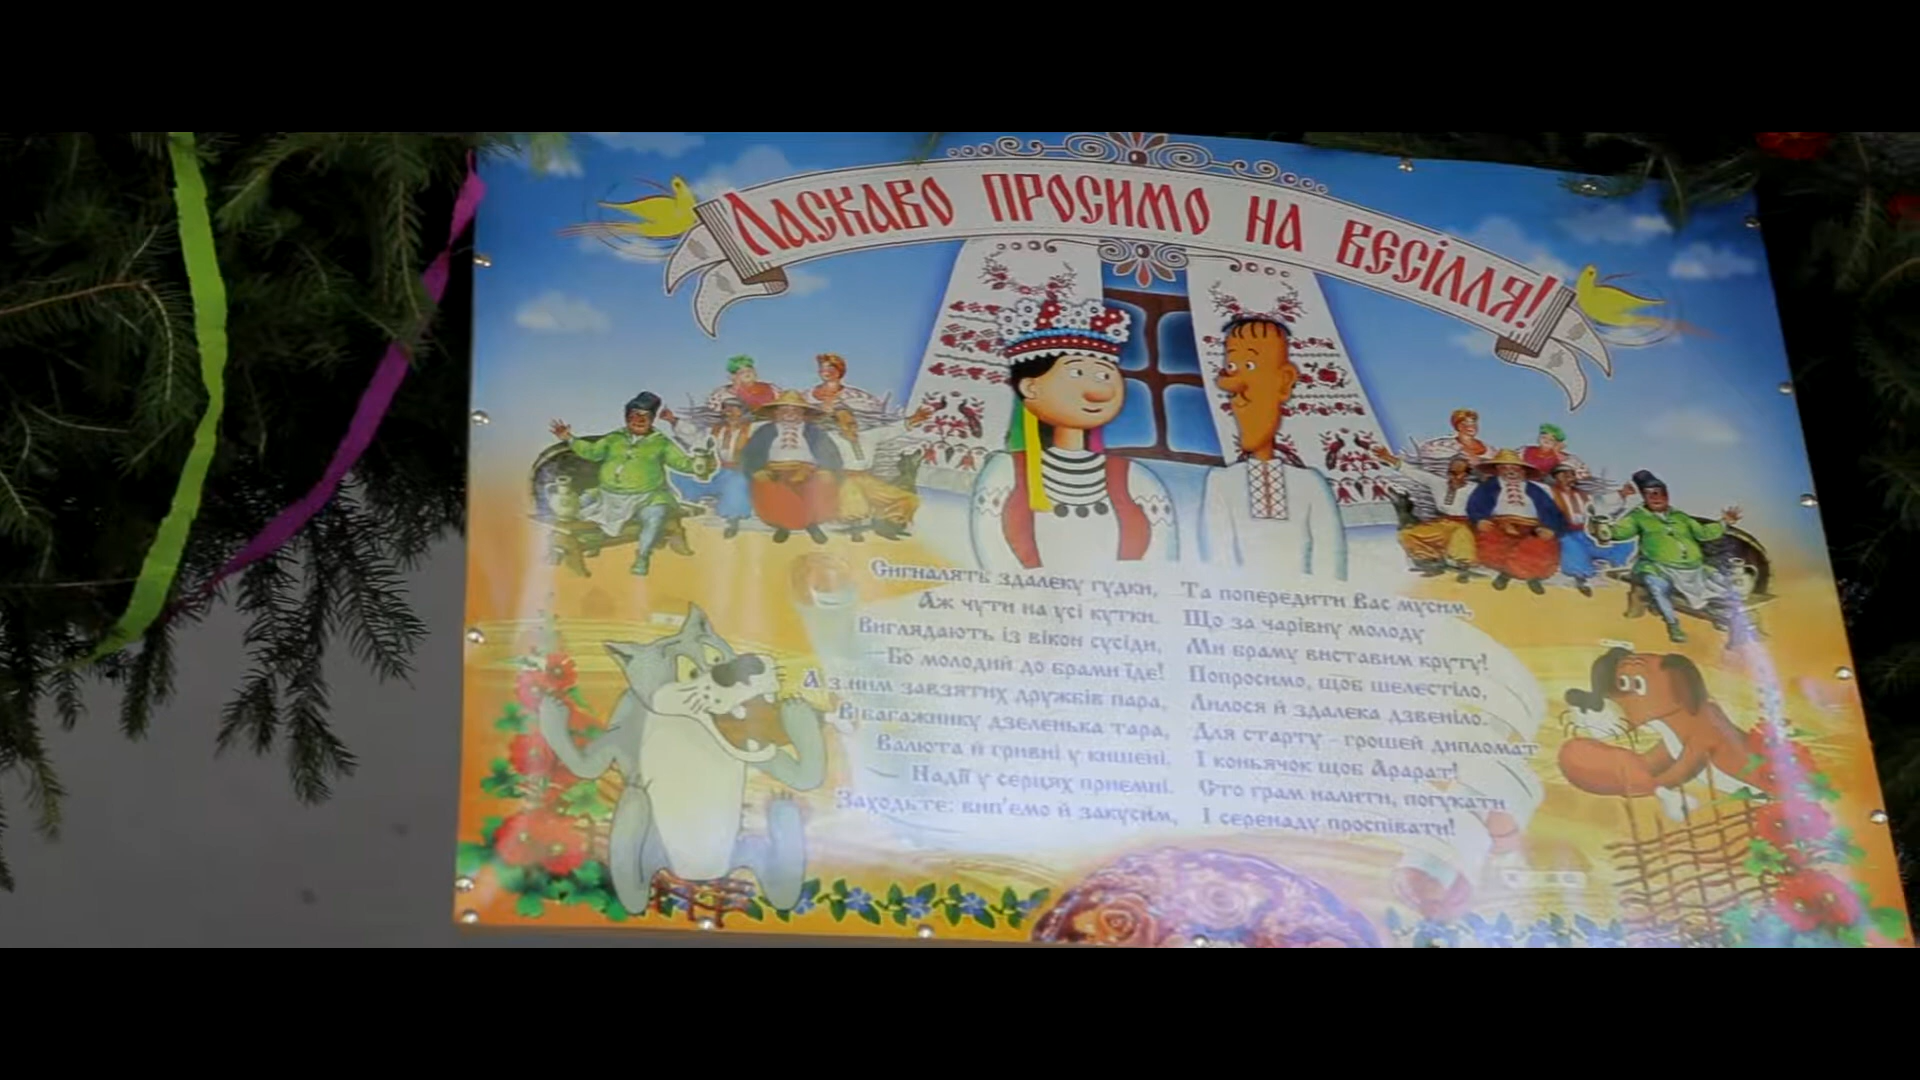 Ласкаво просимо на весілля!
Сигналять здалеку гудки,
Аж чути на усі кутки.
Виглядають із вікон сусіди,
Бо молодий до брами їде!
А з ним завзятих дружбів пара,
В багажнику дзеленька тара,
Валюта й гривні у кишені.
Надії у серцях приємні.
Заходьте: вип'ємо й закусим,
Та попередити Вас мусим,
Що за чарівну молоду
Ми браму виставим круту!
Попросимо, щоб шелестіло,
Лилося й здалека дзвеніло.
Для старту - грошей дипломат
І коньячок щоб Арарат!
Сто грам налити, погукати
І серенаду проспівати!